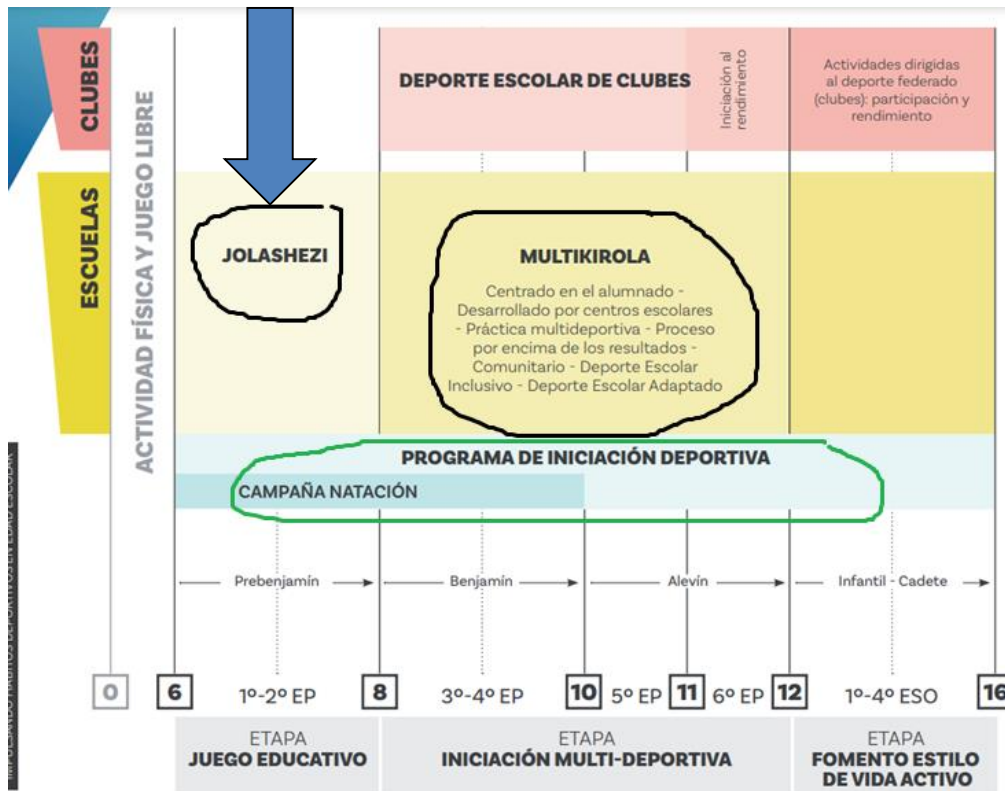 CLUBES
DEPORTE ESCOLAR DE CLUBES
Iniciación al
rendimiento
Actividades dirigidas
al deporte federado
(clubes): participación y
rendimiento
ESCUELAS
ACTIVIDAD FÍSICA Y JUEGO LIBRE
JOLASHEZI
MULTIKIROLA
Centrado en el alumnado -
Desarrollado por centros escolares
- Práctica multideportiva - Proceso
por encima de los resultados -
Comunitario - Deporte Escolar
Inclusivo - Deporte Escolar Adaptado
PROGRAMA DE INICIACIÓN DEPORTIVA
CAMPAÑA NATACIÓN
Prebenjamín
Benjamín
Alevín
Infantil - Cadete
0 6 1º-2º EP 8 3º-4º EP 10 5º EP 11 6º EP 12 1º-4º ESO 16
ETAPA
JUEGO EDUCATIVO
ETAPA
INICIACIÓN MULTI-DEPORTIVA
ETAPA
FOMENTO ESTILO
DE VIDA ACTIVO